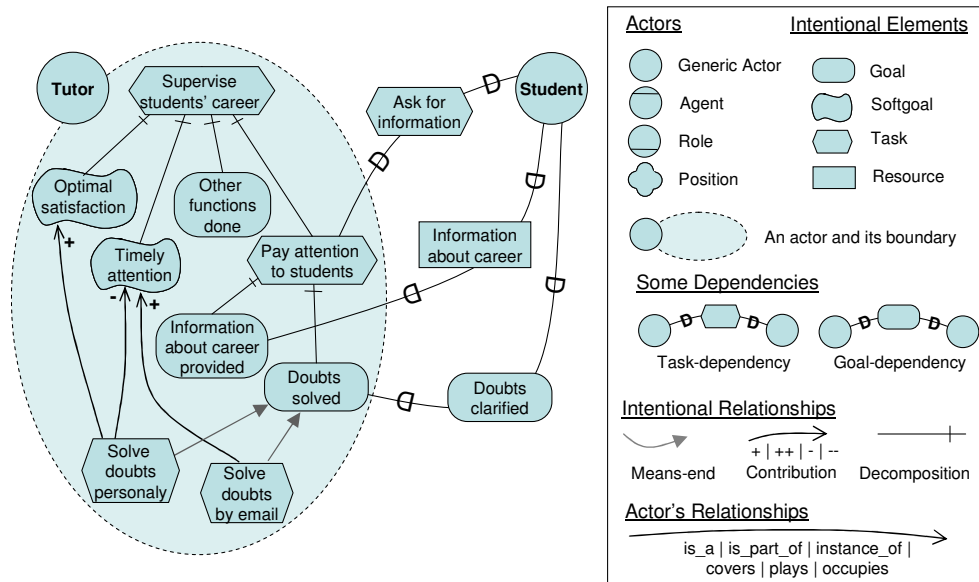 Tutor
Supervise
students' career
Ask for
information
D
D
Student
Optimal
satisfaction
Other
functions
done
Timely
attention
Pay attention
to students
D
Information
about career
D
+
-
+
Information
about career
provided
Doubts
solved
D
D
Doubts
clarified
Solve
doubts
personaly
Solve
doubts
by email
Actors
Generic Actor
Agent
Role
Position
Intentional Elements
Goal
Softgoal
Task
Resource
An actor and its boundary
Some Dependencies
D
D
Task-dependency
D
D
Goal-dependency
Intentional Relationships
Means-end
+ | ++ | - | --
Contribution
Decomposition
Actor's Relationships
is_a | is_part_of | instance_of |
covers | plays | occupies